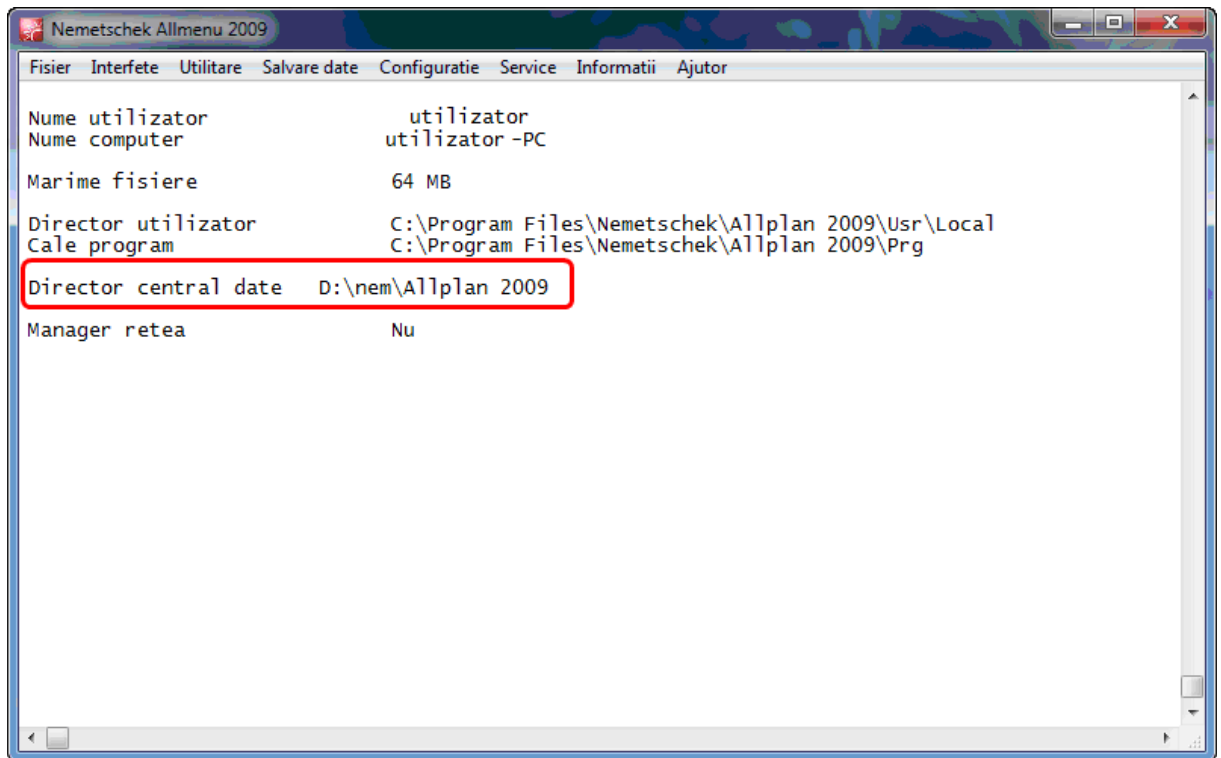 Nemetschek Allmenu 2009
Fisier Interfete Utilitare Salvare date Configuratie Service Informatii Ajutor
Nume utilizator utilizator
Nume computer utilizator -PC
Marime fisiere 64 MB
Director utilizator C:\Program Files\Nemetschek\Allplan 2009\Usr\Local
Cale program C:\Program Files\Nemetschek\Allplan 2009\Prg
Director central date D:\nem\Allplan 2009
Manager retea Nu